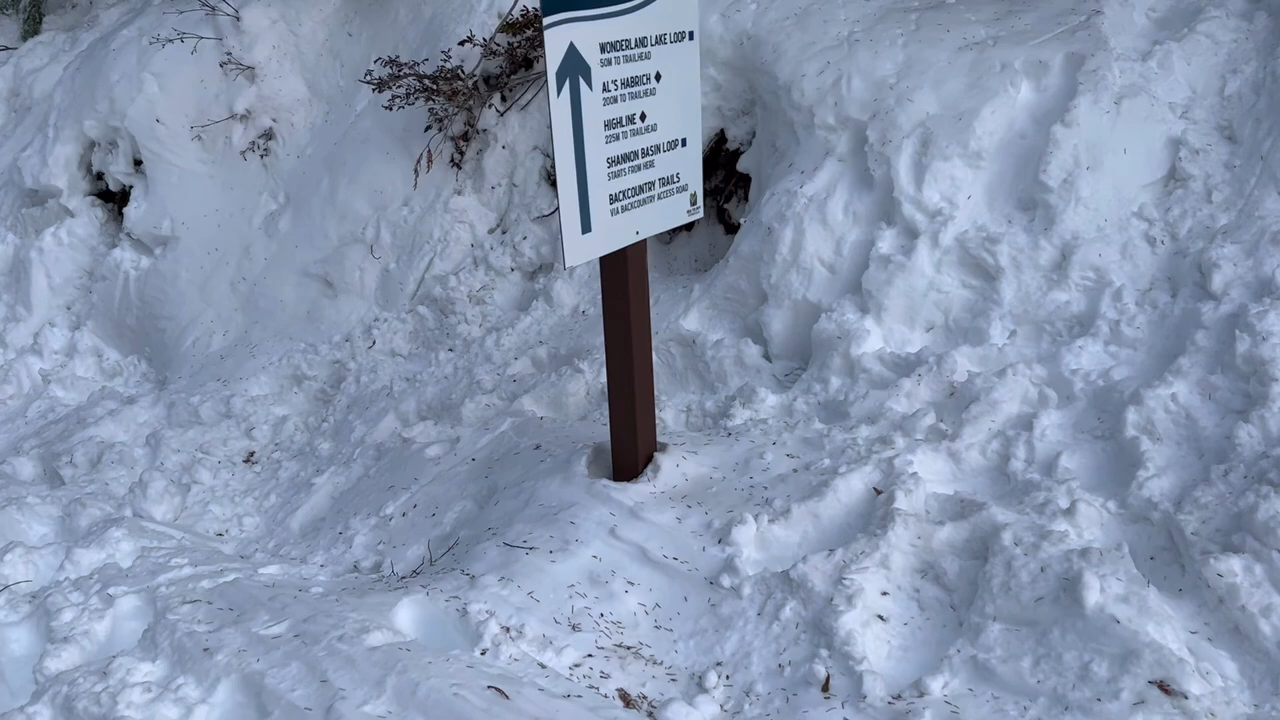 WONDERLAND LAKE LOOP
50M TO TRAILHEAD
AL'S HABRICH
200M TO TRAILHEAD
HIGHLINE
225M TO TRAILHEAD
SHANNON BASIN LOOP
STARTS FROM HERE
BACKCOUNTRY TRAILS
VIA BACKCOUNTRY ACCESS ROAD